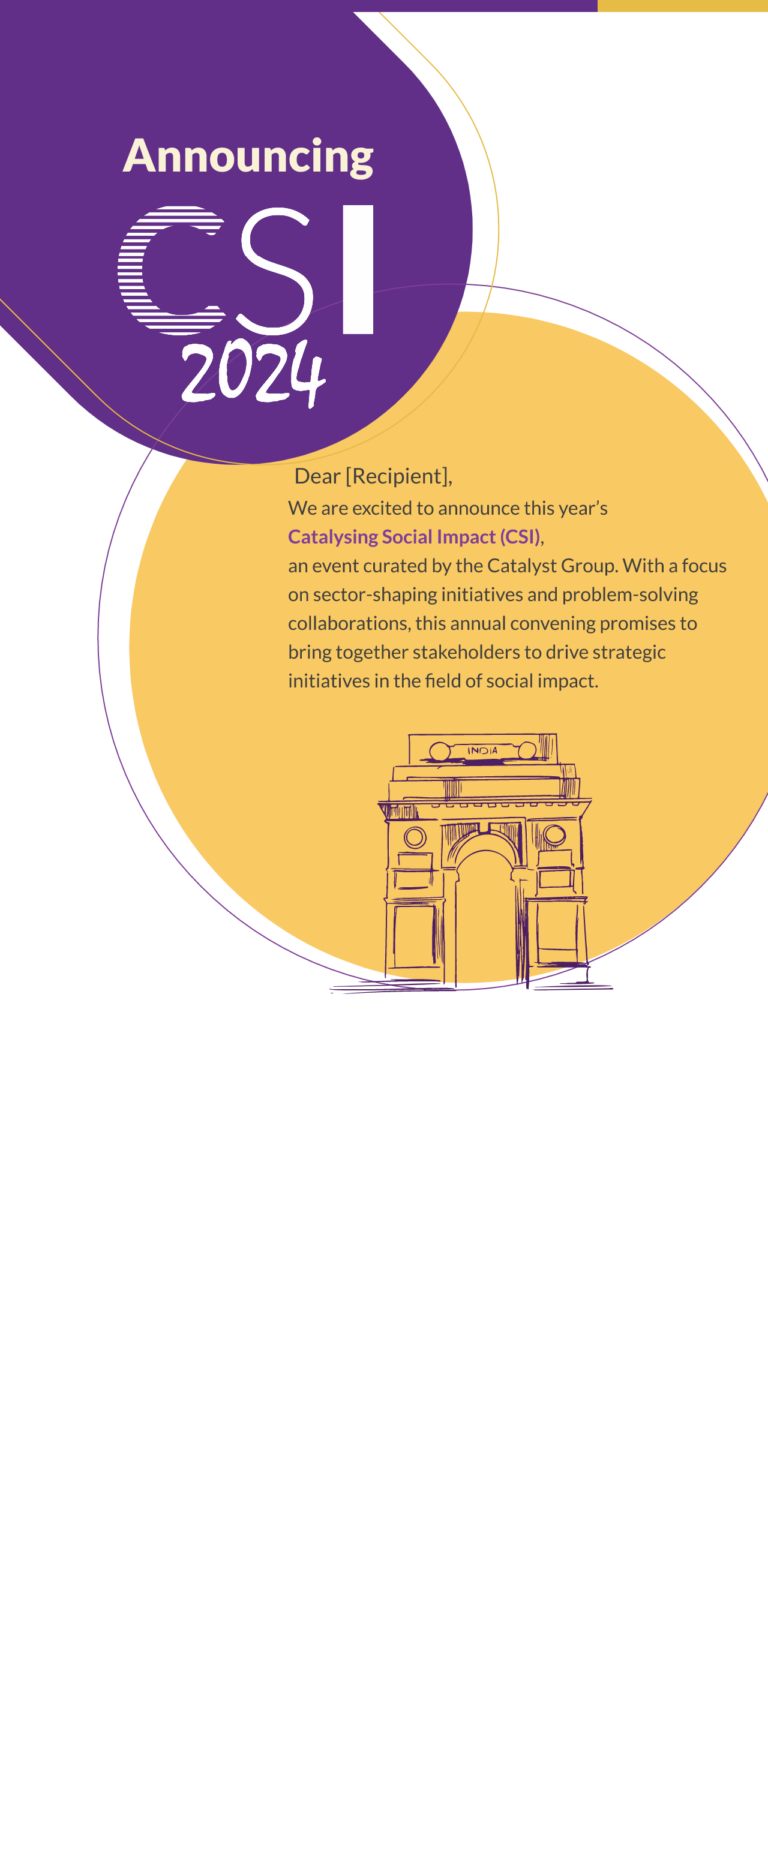 Announcing
CSI
2024
Dear [Recipient],
We are excited to announce this year’s
Catalysing Social Impact (CSI),
an event curated by the Catalyst Group. With a focus
on sector-shaping initiatives and problem-solving
collaborations, this annual convening promises to
bring together stakeholders to drive strategic
initiatives in the field of social impact.
INDIA